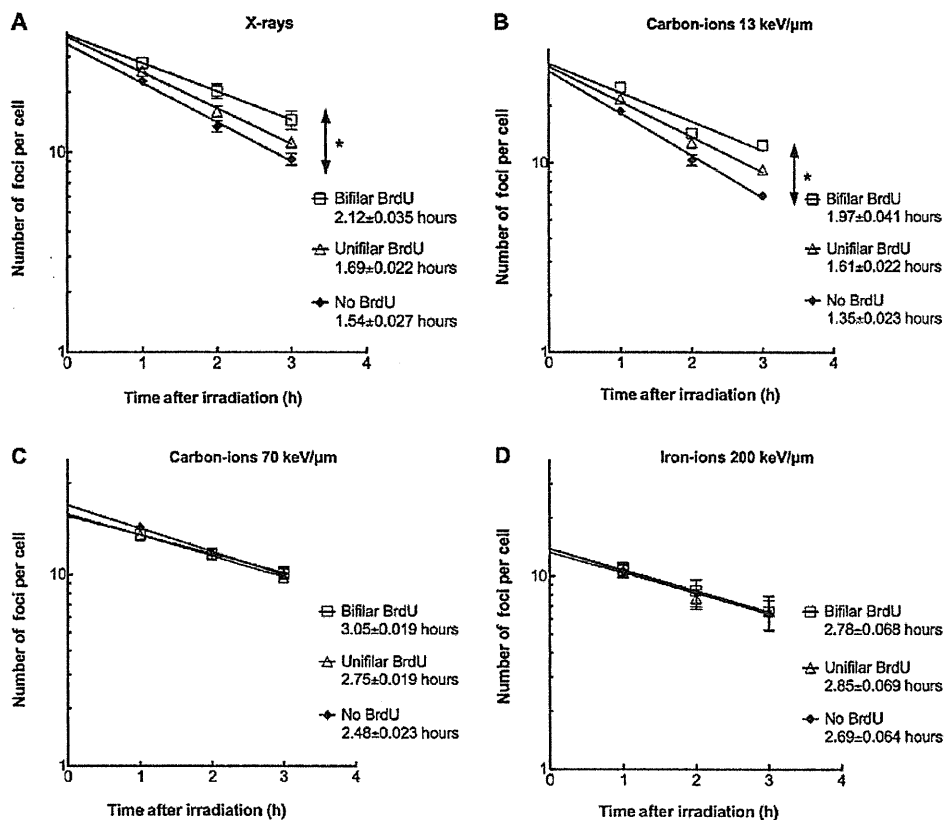 A
X-rays
Number of foci per cell
10
1
0
1
2
3
4
*
Bifilar BrdU
2.12±0.035 hours
Unifilar BrdU
1.69±0.022 hours
No BrdU
1.54±0.027 hours
Time after irradiation (h)
B
Carbon-ions 13 keV/µm
Number of foci per cell
10
1
0
1
2
3
4
*
Bifilar BrdU
1.97±0.041 hours
Unifilar BrdU
1.61±0.022 hours
No BrdU
1.35±0.023 hours
Time after irradiation (h)
C
Carbon-ions 70 keV/µm
Number of foci per cell
10
1
0
1
2
3
4
Bifilar BrdU
3.05±0.019 hours
Unifilar BrdU
2.75±0.019 hours
No BrdU
2.48±0.023 hours
Time after irradiation (h)
D
Iron-ions 200 keV/µm
Number of foci per cell
10
1
0
1
2
3
4
Bifilar BrdU
2.78±0.068 hours
Unifilar BrdU
2.85±0.069 hours
No BrdU
2.69±0.064 hours
Time after irradiation (h)